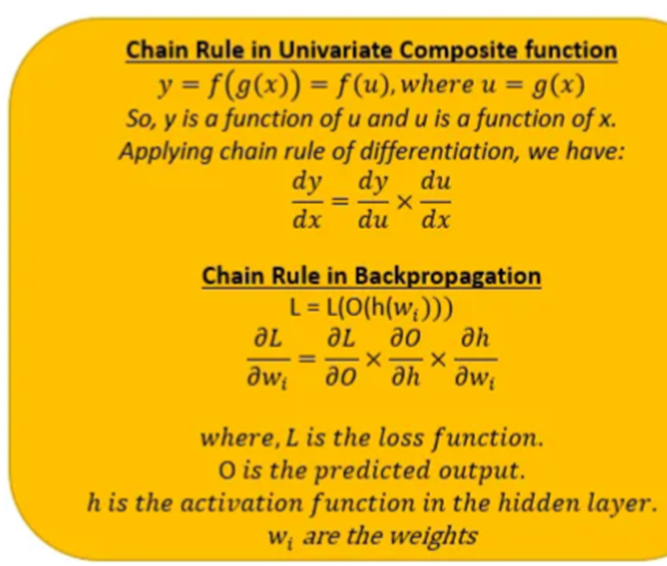 Chain Rule in Univariate Composite function
y = f(g(x)) = f(u), where u = g(x)
So, y is a function of u and u is a function of x.
Applying chain rule of differentiation, we have:
dy/dx = dy/du × du/dx
Chain Rule in Backpropagation
L = L(O(h(wᵢ)))
∂L/∂wᵢ = ∂L/∂O × ∂O/∂h × ∂h/∂wᵢ
where, L is the loss function.
O is the predicted output.
h is the activation function in the hidden layer.
wᵢ are the weights